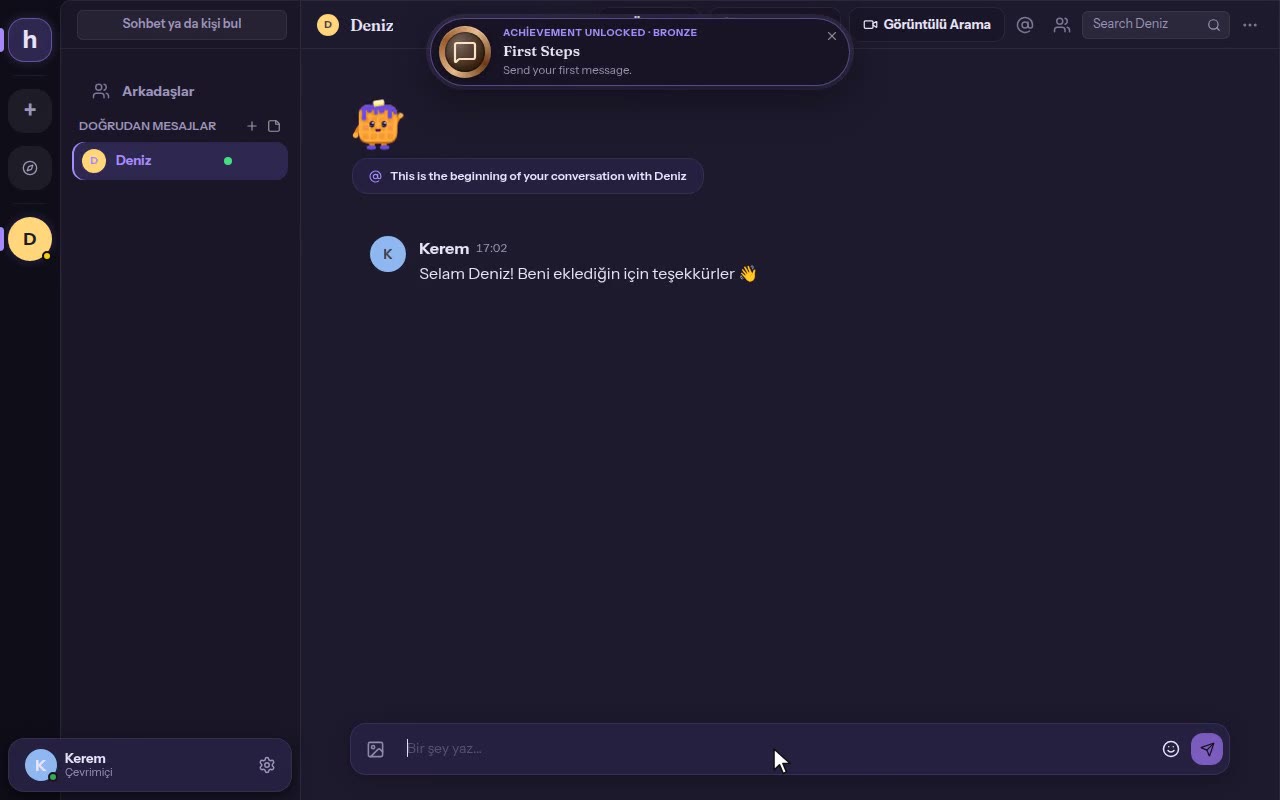 h
Sohbet ya da kişi bul
D
Deniz
Görüntülü Arama
Search Deniz
ACHİEVEMENT UNLOCKED · BRONZE
First Steps
Send your first message.
+
Arkadaşlar
DOĞRUDAN MESAJLAR
D
Deniz
@ This is the beginning of your conversation with Deniz
D
K
Kerem 17:02
Selam Deniz! Beni eklediğin için teşekkürler 👋
Bir şey yaz...
K
Kerem
Çevrimiçi